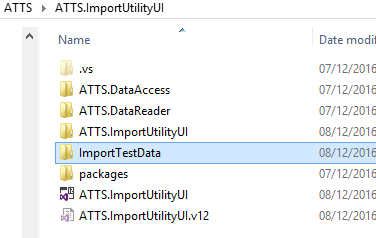 ATTS ATTS.ImportUtilityUI
Name Date modif
.vs 07/12/2016
ATTS.DataAccess 07/12/2016
ATTS.DataReader 07/12/2016
ATTS.ImportUtilityUI 08/12/2016
ImportTestData 08/12/2016
packages 07/12/2016
ATTS.ImportUtilityUI 08/12/2016
ATTS.ImportUtilityUI.v12 08/12/2016